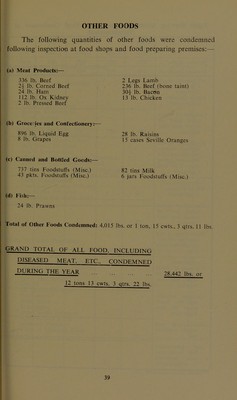 OTHER FOODS
The following quantities of other foods were condemned
following inspection at food shops and food preparing premises:—
(a) Meat Products:—
336 lb. Beef
2½ lb. Corned Beef
24 lb. Ham
112 lb. Ox Kidney
2 lb. Pressed Beef
2 Legs Lamb
236 lb. Beef (bone taint)
30½ lb. Bacon
13 lb. Chicken
(b) Groceries and Confectionery:—
896 lb. Liquid Egg
8 lb. Grapes
28 lb. Raisins
17 cases Seville Oranges
(c) Canned and Bottled Goods:—
737 tins Foodstuffs (Misc.)
43 pkts. Foodstuffs (Misc.)
82 tins Milk
6 jars Foodstuffs (Misc.)
(d) Fish:—
24 lb. Prawns
Total of Other Foods Condemned: 4,015 lbs. or 1 ton, 15 cwts., 3 qtrs. 11 lbs.
GRAND TOTAL OF ALL FOOD, INCLUDING
DISEASED MEAT, ETC., CONDEMNED
DURING THE YEAR 28,442 lbs. or
12 tons 13 cwts. 3 qtrs. 22 lbs.
39